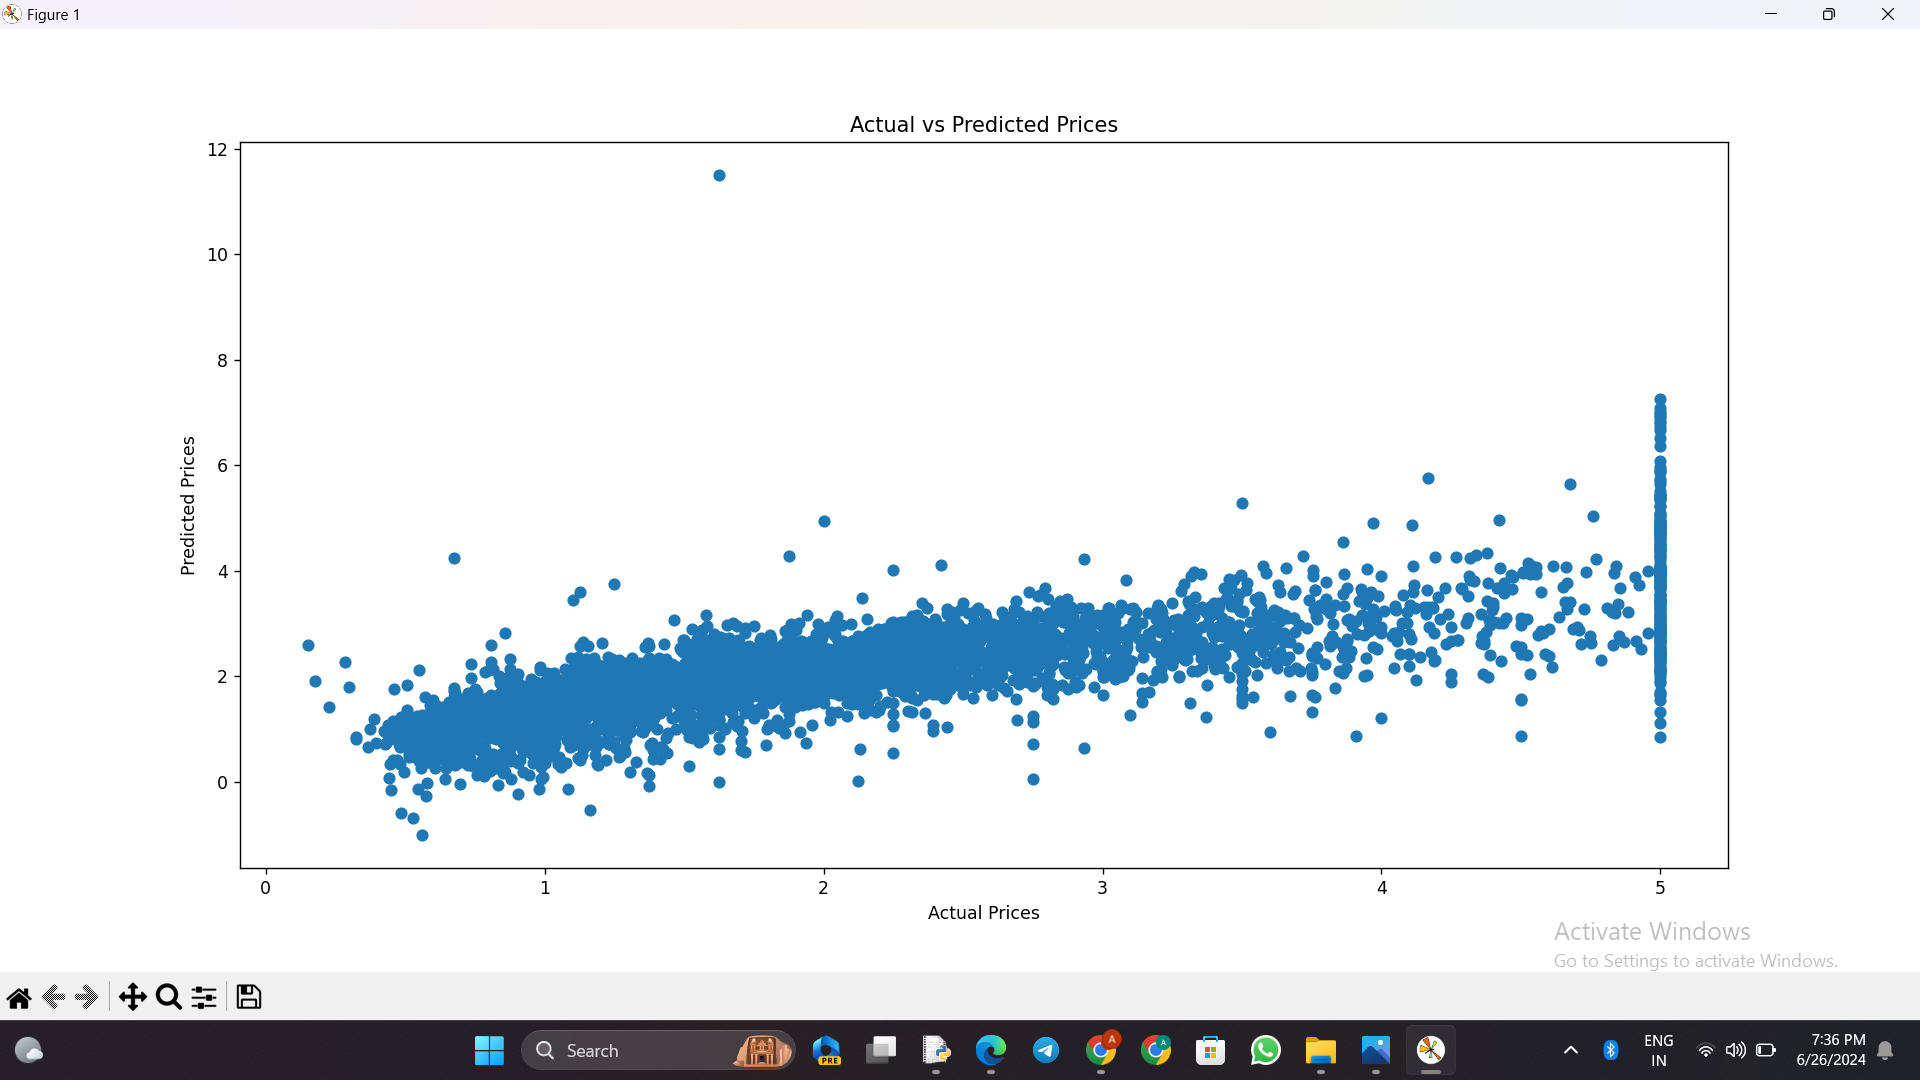 Figure 1
Actual vs Predicted Prices
12
10
8
6
4
2
0
Predicted Prices
0 1 2 3 4 5
Actual Prices
Activate Windows
Go to Settings to activate Windows.
Search
PRE
A
A
ENG
IN
7:36 PM
6/26/2024